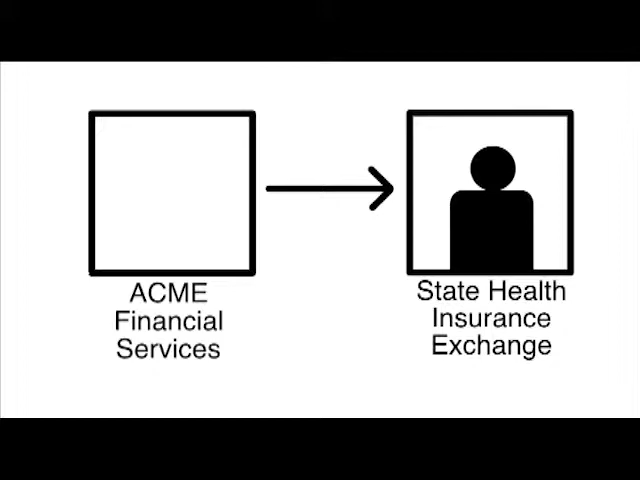 ACME
Financial
Services
State Health
Insurance
Exchange